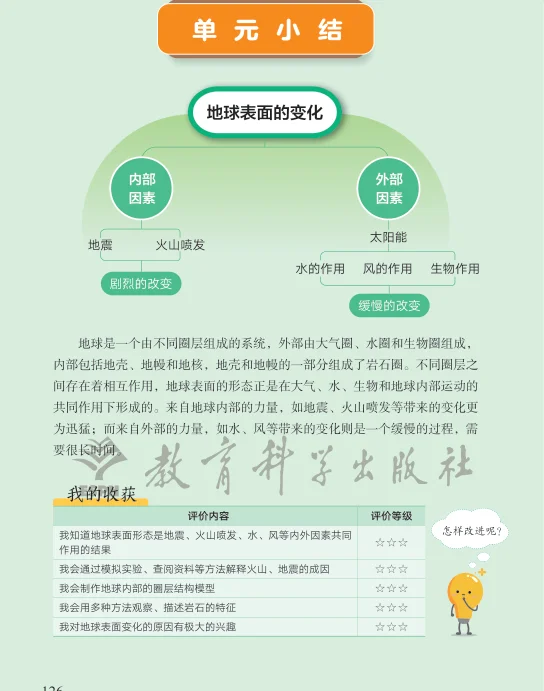 单元小结
地球表面的变化
内部
因素
外部
因素
太阳能
地震 火山喷发
水的作用 风的作用 生物作用
剧烈的改变
缓慢的改变
地球是一个由不同圈层组成的系统，外部由大气圈、水圈和生物圈组成，
内部包括地壳、地幔和地核，地壳和地幔的一部分组成了岩石圈。不同圈层之
间存在着相互作用，地球表面的形态正是在大气、水、生物和地球内部运动的
共同作用下形成的。来自地球内部的力量，如地震、火山喷发等带来的变化更
为迅猛；而来自外部的力量，如水、风等带来的变化则是一个缓慢的过程，需
要很长时间。
教育科学出版社
我的收获
评价内容 评价等级
我知道地球表面形态是地震、火山喷发、水、风等内外因素共同
作用的结果 ☆☆☆
我会通过模拟实验、查阅资料等方法解释火山、地震的成因 ☆☆☆
我会制作地球内部的圈层结构模型 ☆☆☆
我会用多种方法观察、描述岩石的特征 ☆☆☆
我对地球表面变化的原因有极大的兴趣 ☆☆☆
怎样改进呢？
126